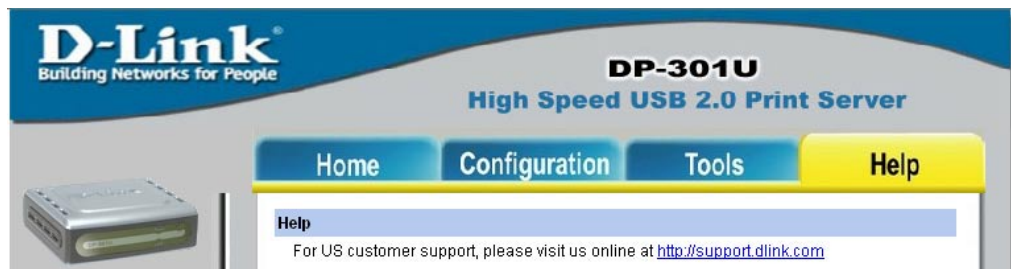 D-Link®
Building Networks for People
DP-301U
High Speed USB 2.0 Print Server
Home
Configuration
Tools
Help
Help
For US customer support, please visit us online at http://support.dlink.com